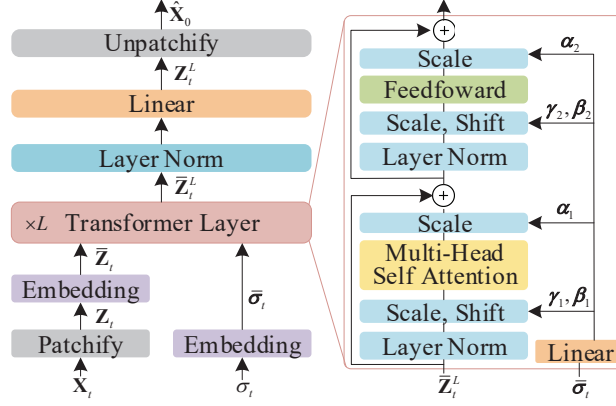 X̂₀
Unpatchify
Z_t^L
Linear
Layer Norm
Z̄_t^L
×L Transformer Layer
Z̄_t
Embedding
Z_t
Patchify
X_t
σ̄_t
Embedding
σ_t
Scale
α₂
Feedfoward
Scale, Shift
γ₂, β₂
Layer Norm
Scale
α₁
Multi-Head
Self Attention
Scale, Shift
γ₁, β₁
Layer Norm
Linear
Z̄_t^L
σ̄_t